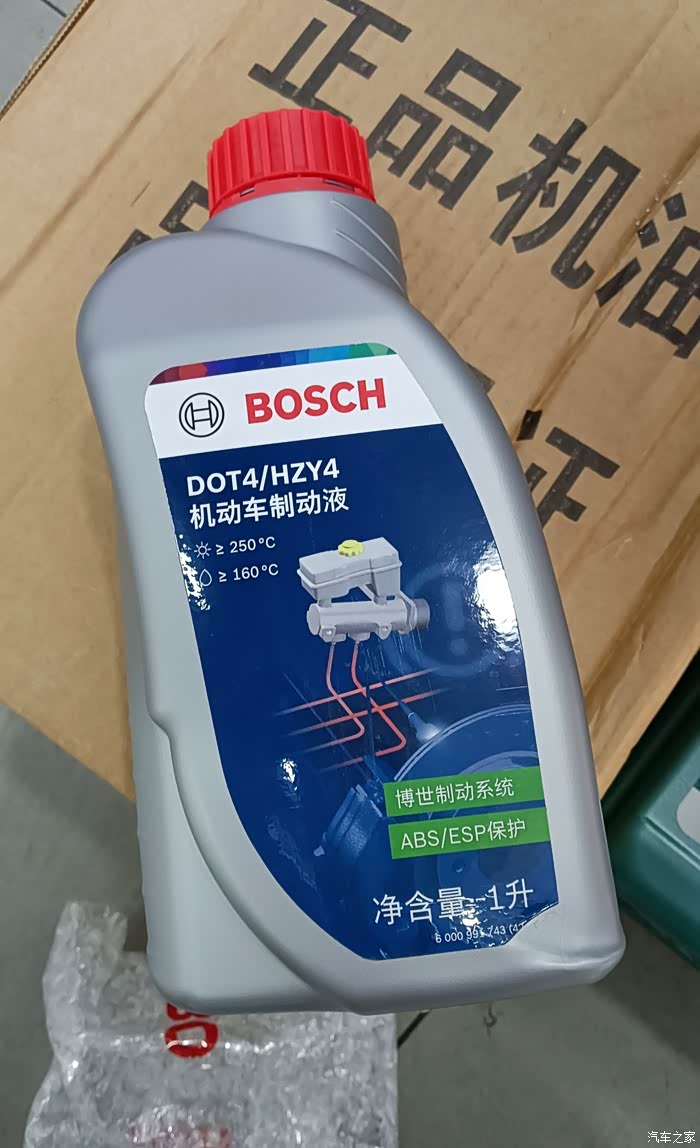 正品机油
证
BOSCH
DOT4/HZY4
机动车制动液
≥ 250°C
≥ 160°C
博世制动系统
ABS/ESP保护
净含量: 1升
汽车之家